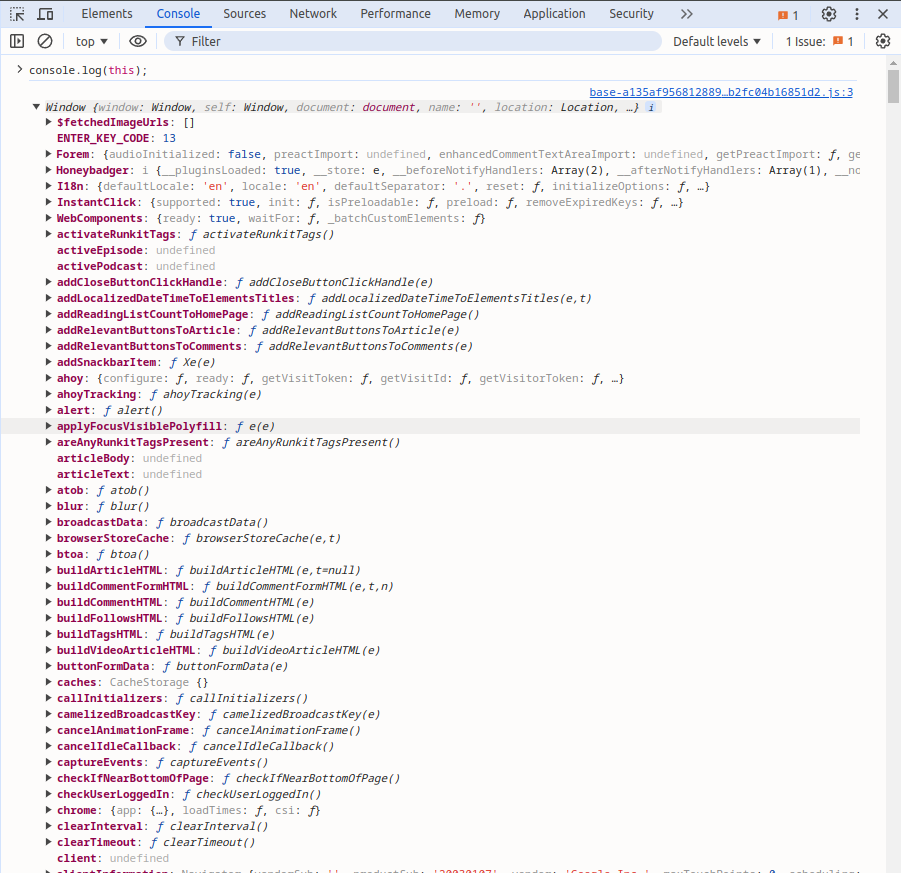 Elements Console Sources Network Performance Memory Application Security 1
top Filter Default levels 1 Issue: 1
> console.log(this);
base-a135af956812889…b2fc04b16851d2.js:3
▼ Window {window: Window, self: Window, document: document, name: '', location: Location, …} i
▶ $fetchedImageUrls: []
ENTER_KEY_CODE: 13
▶ Forem: {audioInitialized: false, preactImport: undefined, enhancedCommentTextAreaImport: undefined, getPreactImport: ƒ, ge
▶ Honeybadger: i {__pluginsLoaded: true, __store: e, __beforeNotifyHandlers: Array(2), __afterNotifyHandlers: Array(1), __no
▶ I18n: {defaultLocale: 'en', locale: 'en', defaultSeparator: '.', reset: ƒ, initializeOptions: ƒ, …}
▶ InstantClick: {supported: true, init: ƒ, isPreloadable: ƒ, preload: ƒ, removeExpiredKeys: ƒ, …}
▶ WebComponents: {ready: true, waitFor: ƒ, _batchCustomElements: ƒ}
▶ activateRunkitTags: ƒ activateRunkitTags()
activeEpisode: undefined
activePodcast: undefined
▶ addCloseButtonClickHandle: ƒ addCloseButtonClickHandle(e)
▶ addLocalizedDateTimeToElementsTitles: ƒ addLocalizedDateTimeToElementsTitles(e,t)
▶ addReadingListCountToHomePage: ƒ addReadingListCountToHomePage()
▶ addRelevantButtonsToArticle: ƒ addRelevantButtonsToArticle(e)
▶ addRelevantButtonsToComments: ƒ addRelevantButtonsToComments(e)
▶ addSnackbarItem: ƒ Xe(e)
▶ ahoy: {configure: ƒ, ready: ƒ, getVisitToken: ƒ, getVisitId: ƒ, getVisitorToken: ƒ, …}
▶ ahoyTracking: ƒ ahoyTracking(e)
▶ alert: ƒ alert()
▶ applyFocusVisiblePolyfill: ƒ e(e)
▶ areAnyRunkitTagsPresent: ƒ areAnyRunkitTagsPresent()
articleBody: undefined
articleText: undefined
▶ atob: ƒ atob()
▶ blur: ƒ blur()
▶ broadcastData: ƒ broadcastData()
▶ browserStoreCache: ƒ browserStoreCache(e,t)
▶ btoa: ƒ btoa()
▶ buildArticleHTML: ƒ buildArticleHTML(e,t=null)
▶ buildCommentFormHTML: ƒ buildCommentFormHTML(e,t,n)
▶ buildCommentHTML: ƒ buildCommentHTML(e)
▶ buildFollowsHTML: ƒ buildFollowsHTML(e)
▶ buildTagsHTML: ƒ buildTagsHTML(e)
▶ buildVideoArticleHTML: ƒ buildVideoArticleHTML(e)
▶ buttonFormData: ƒ buttonFormData(e)
▶ caches: CacheStorage {}
▶ callInitializers: ƒ callInitializers()
▶ camelizedBroadcastKey: ƒ camelizedBroadcastKey(e)
▶ cancelAnimationFrame: ƒ cancelAnimationFrame()
▶ cancelIdleCallback: ƒ cancelIdleCallback()
▶ captureEvents: ƒ captureEvents()
▶ checkIfNearBottomOfPage: ƒ checkIfNearBottomOfPage()
▶ checkUserLoggedIn: ƒ checkUserLoggedIn()
▶ chrome: {app: {…}, loadTimes: ƒ, csi: ƒ}
▶ clearInterval: ƒ clearInterval()
▶ clearTimeout: ƒ clearTimeout()
client: undefined